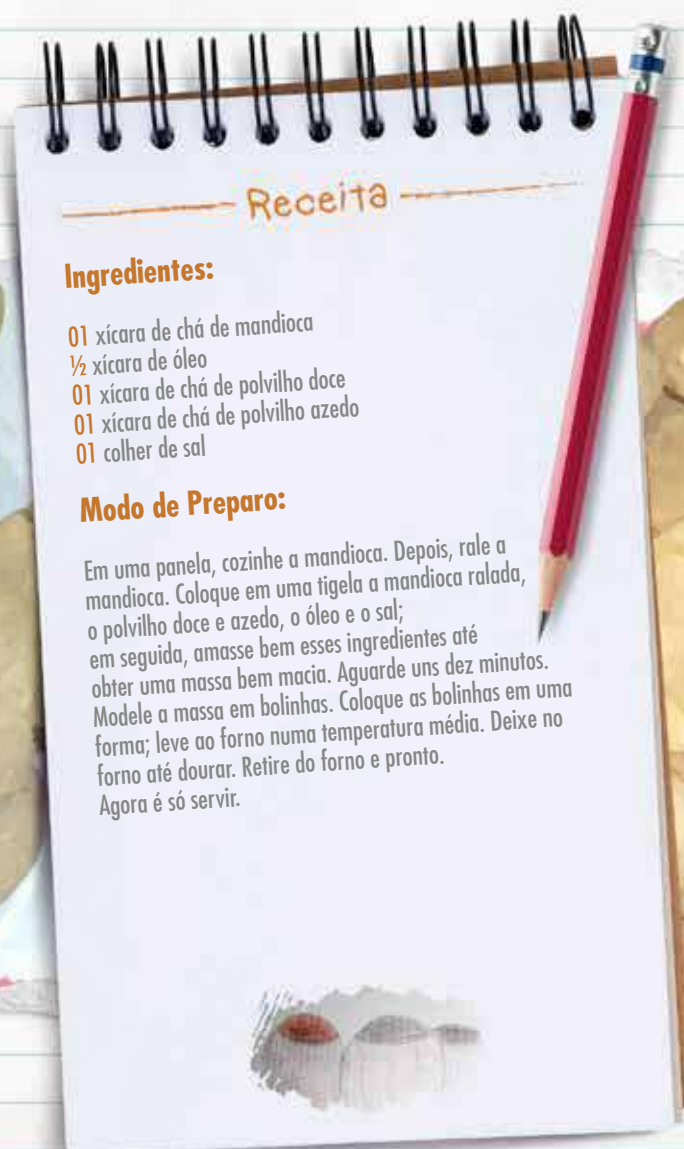 Receita
Ingredientes:
01 xícara de chá de mandioca
½ xícara de óleo
01 xícara de chá de polvilho doce
01 xícara de chá de polvilho azedo
01 colher de sal
Modo de Preparo:
Em uma panela, cozinhe a mandioca. Depois, rale a
mandioca. Coloque em uma tigela a mandioca ralada,
o polvilho doce e azedo, o óleo e o sal;
em seguida, amasse bem esses ingredientes até
obter uma massa bem macia. Aguarde uns dez minutos.
Modele a massa em bolinhas. Coloque as bolinhas em uma
forma; leve ao forno numa temperatura média. Deixe no
forno até dourar. Retire do forno e pronto.
Agora é só servir.